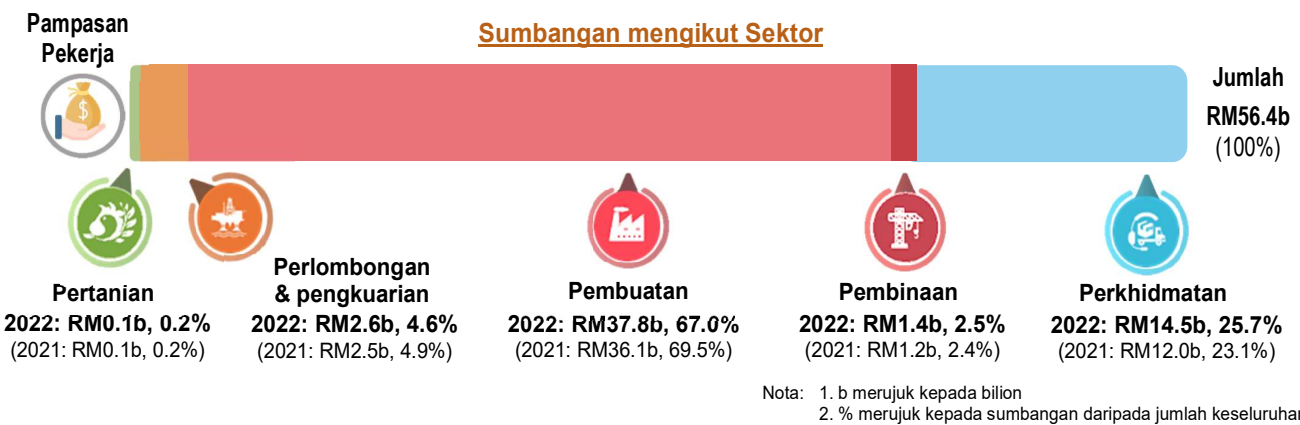 Pampasan
Pekerja
Sumbangan mengikut Sektor
$
Jumlah
RM56.4b
(100%)
Pertanian
2022: RM0.1b, 0.2%
(2021: RM0.1b, 0.2%)
Perlombongan
& pengkuarian
2022: RM2.6b, 4.6%
(2021: RM2.5b, 4.9%)
Pembuatan
2022: RM37.8b, 67.0%
(2021: RM36.1b, 69.5%)
Pembinaan
2022: RM1.4b, 2.5%
(2021: RM1.2b, 2.4%)
Perkhidmatan
2022: RM14.5b, 25.7%
(2021: RM12.0b, 23.1%)
Nota: 1. b merujuk kepada bilion
2. % merujuk kepada sumbangan daripada jumlah keseluruhan